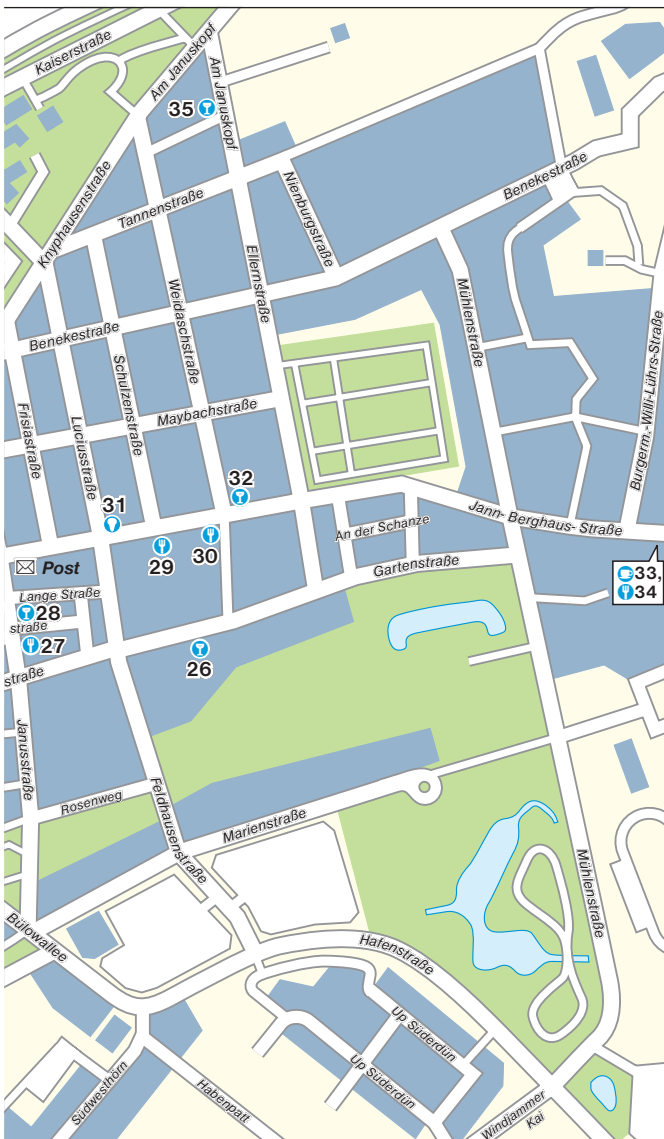 Kaiserstraße
Am Januskopf
Am Januskopf
35
Knyphausenstraße
Tannenstraße
Nienburgstraße
Benekestraße
Ellernstraße
Weidaschstraße
Mühlenstraße
Benekestraße
Schulzenstraße
Burgerm.-Willi-Lührs-Straße
Maybachstraße
Frisiastraße
Luciusstraße
32
31
Jann- Berghaus- Straße
An der Schanze
30
29
Post
Gartenstraße
33,
34
Lange Straße
28
straße
27
26
straße
Janusstraße
Rosenweg
Feldhausenstraße
Marienstraße
Mühlenstraße
Bülowallee
Hafenstraße
Up Süderdün
Up Süderdün
Südwesthörn
Habenpatt
Windjammer
Kai